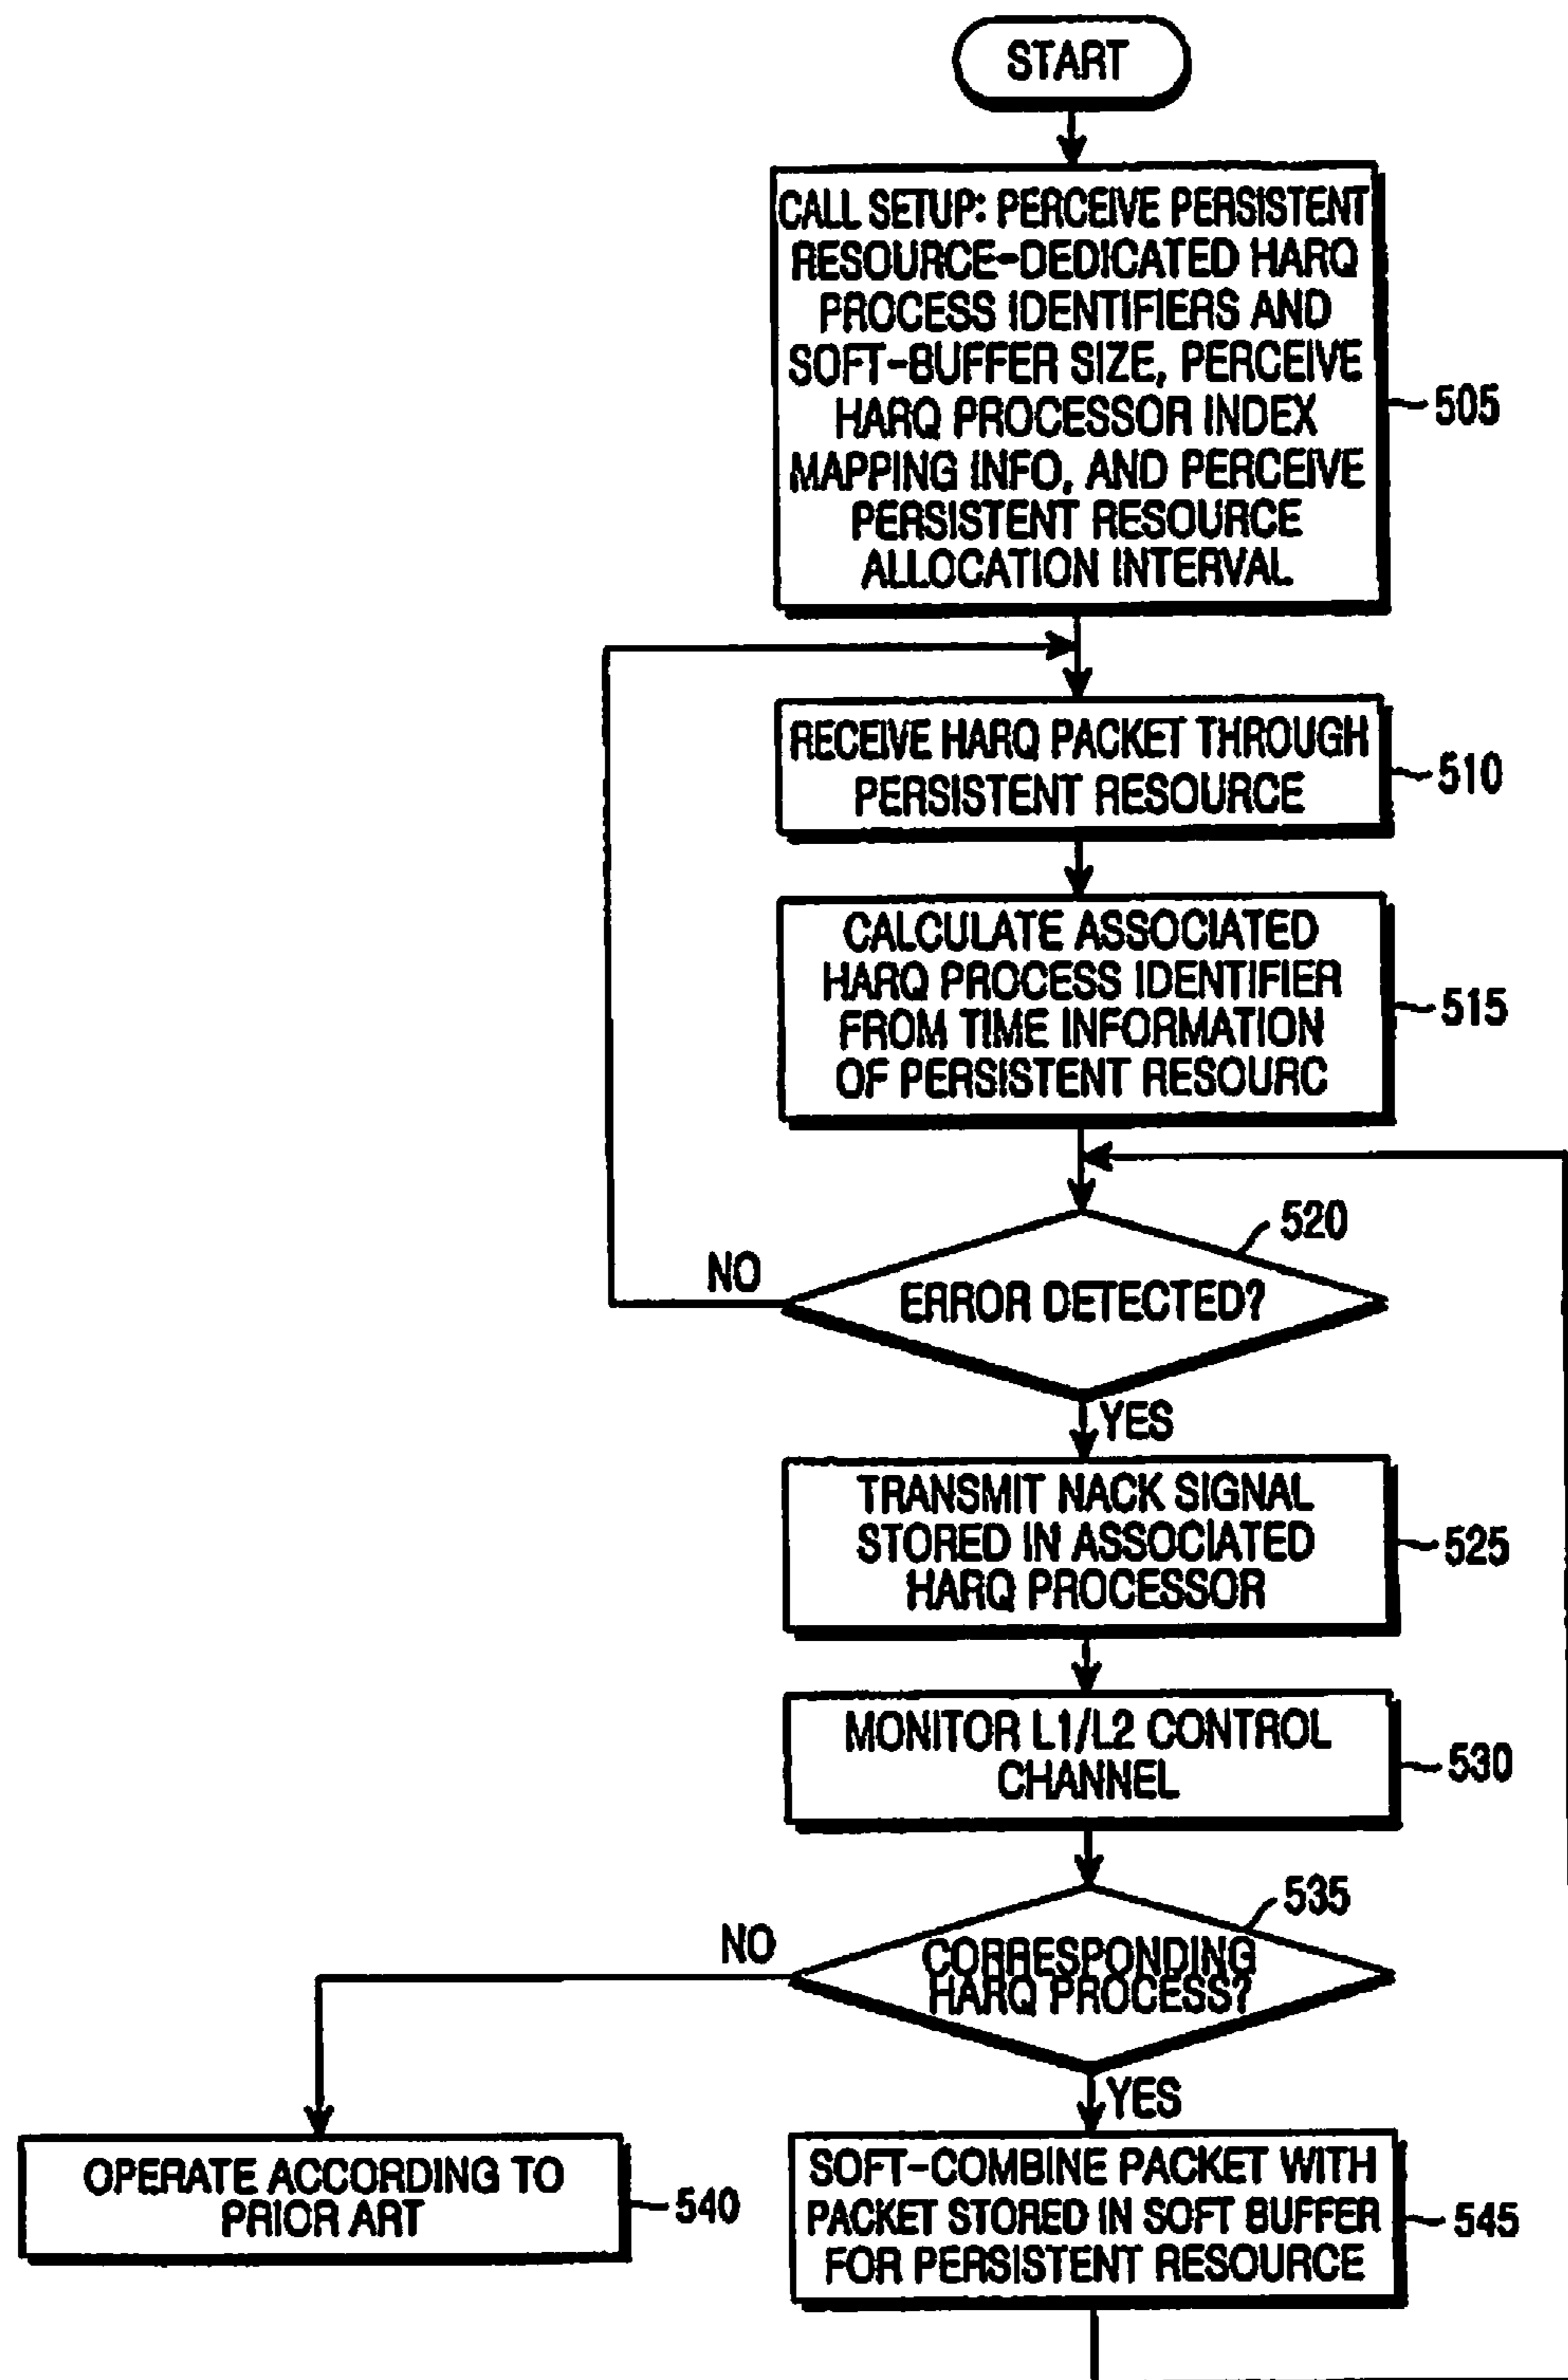 START
CALL SETUP: PERCEIVE PERSISTENT
RESOURCE-DEDICATED HARQ
PROCESS IDENTIFIERS AND
SOFT-BUFFER SIZE, PERCEIVE
HARQ PROCESSOR INDEX
MAPPING INFO, AND PERCEIVE
PERSISTENT RESOURCE
ALLOCATION INTERVAL
505
RECEIVE HARQ PACKET THROUGH
PERSISTENT RESOURCE
510
CALCULATE ASSOCIATED
HARQ PROCESS IDENTIFIER
FROM TIME INFORMATION
OF PERSISTENT RESOURC
515
520
NO
ERROR DETECTED?
YES
TRANSMIT NACK SIGNAL
STORED IN ASSOCIATED
HARQ PROCESSOR
525
MONITOR L1/L2 CONTROL
CHANNEL
530
535
NO
CORRESPONDING
HARQ PROCESS?
YES
OPERATE ACCORDING TO
PRIOR ART
540
SOFT-COMBINE PACKET WITH
PACKET STORED IN SOFT BUFFER
FOR PERSISTENT RESOURCE
545